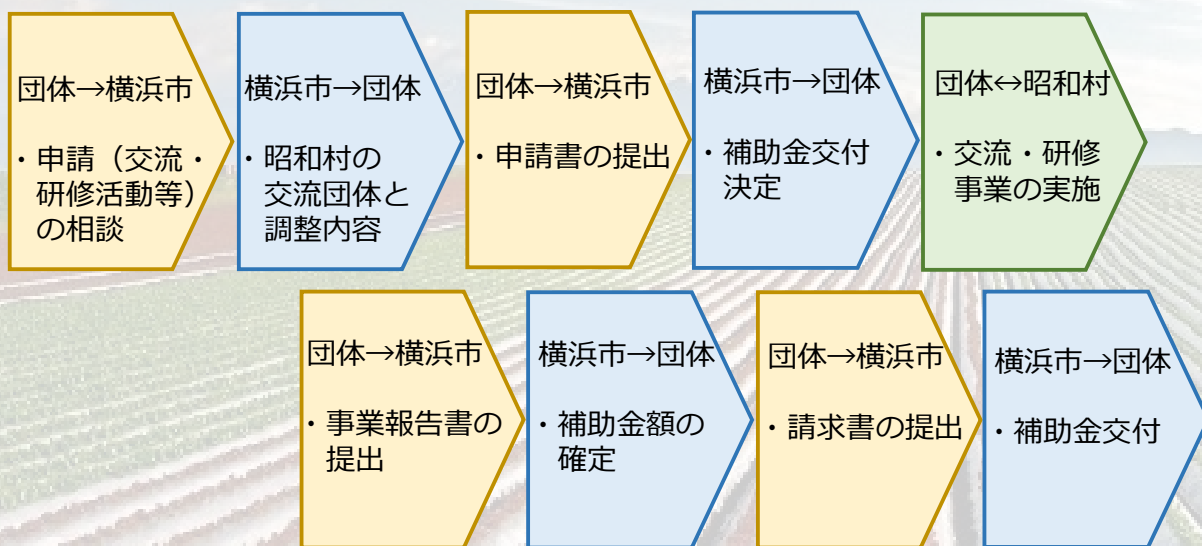 団体→横浜市
・申請（交流・
研修活動等）
の相談
横浜市→団体
・昭和村の
交流団体と
調整内容
団体→横浜市
・申請書の提出
横浜市→団体
・補助金交付
決定
団体↔昭和村
・交流・研修
事業の実施
団体→横浜市
・事業報告書の
提出
横浜市→団体
・補助金額の
確定
団体→横浜市
・請求書の提出
横浜市→団体
・補助金交付